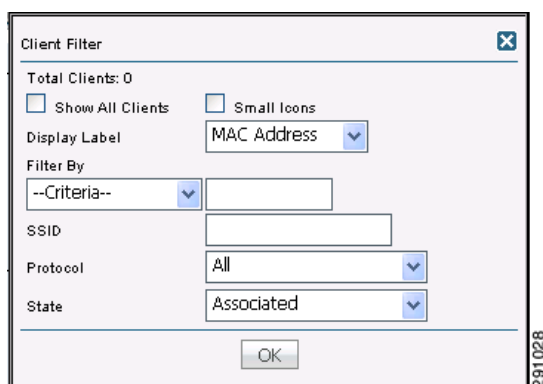 Client Filter
Total Clients: 0
Show All Clients Small Icons
Display Label MAC Address
Filter By
--Criteria--
SSID
Protocol All
State Associated
OK
291028